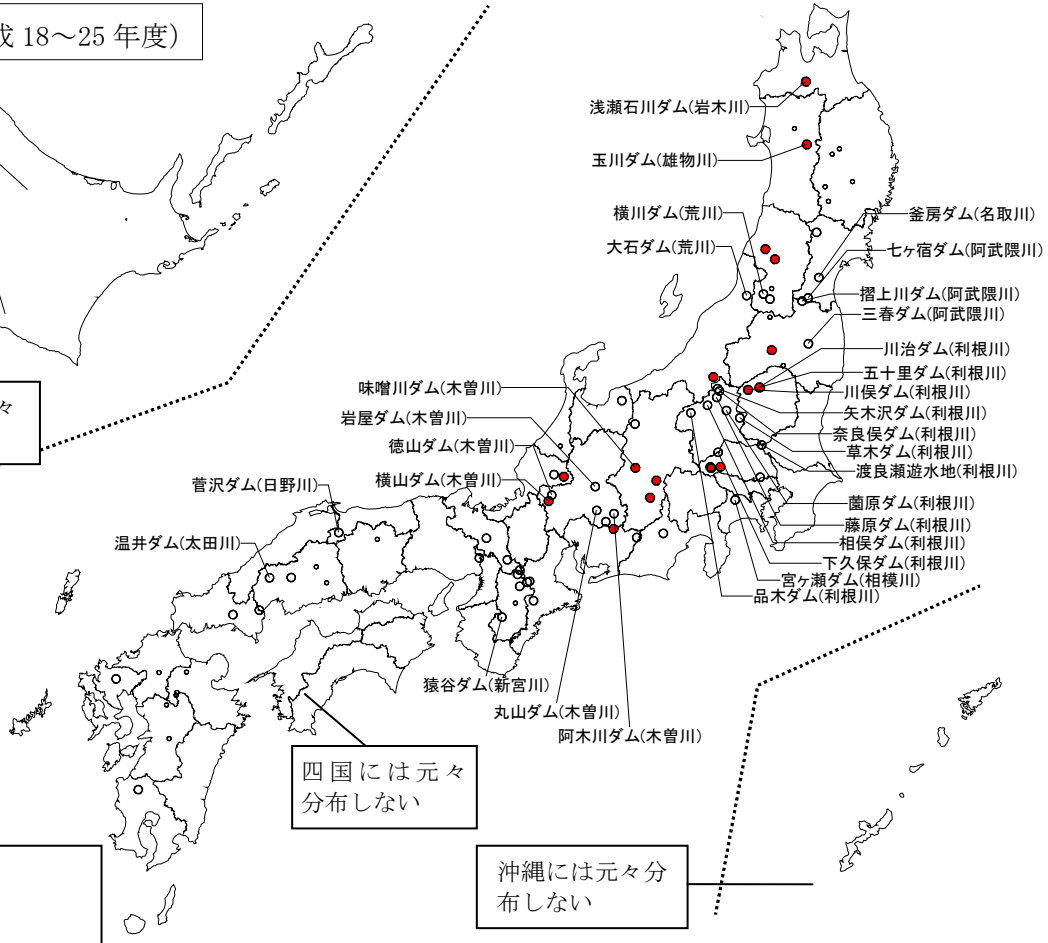 成 18～25 年度）
浅瀬石川ダム(岩木川)
玉川ダム(雄物川)
横川ダム(荒川)
釜房ダム(名取川)
大石ダム(荒川)
七ヶ宿ダム(阿武隈川)
摺上川ダム(阿武隈川)
三春ダム(阿武隈川)
川治ダム(利根川)
五十里ダム(利根川)
川俣ダム(利根川)
矢木沢ダム(利根川)
奈良俣ダム(利根川)
草木ダム(利根川)
渡良瀬遊水地(利根川)
薗原ダム(利根川)
藤原ダム(利根川)
相俣ダム(利根川)
下久保ダム(利根川)
宮ヶ瀬ダム(相模川)
品木ダム(利根川)
味噌川ダム(木曽川)
岩屋ダム(木曽川)
徳山ダム(木曽川)
横山ダム(木曽川)
々
菅沢ダム(日野川)
温井ダム(太田川)
猿谷ダム(新宮川)
丸山ダム(木曽川)
阿木川ダム(木曽川)
四国には元々
分布しない
沖縄には元々分
布しない